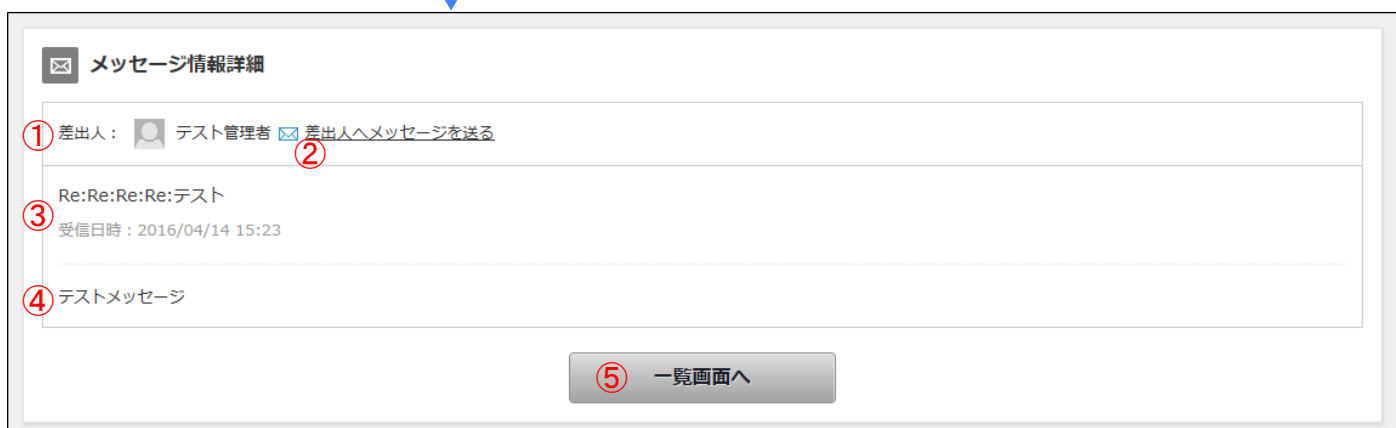 メッセージ情報詳細
① 差出人： テスト管理者 差出人へメッセージを送る
②
Re:Re:Re:Re:テスト
③
受信日時：2016/04/14 15:23
④ テストメッセージ
⑤ 一覧画面へ